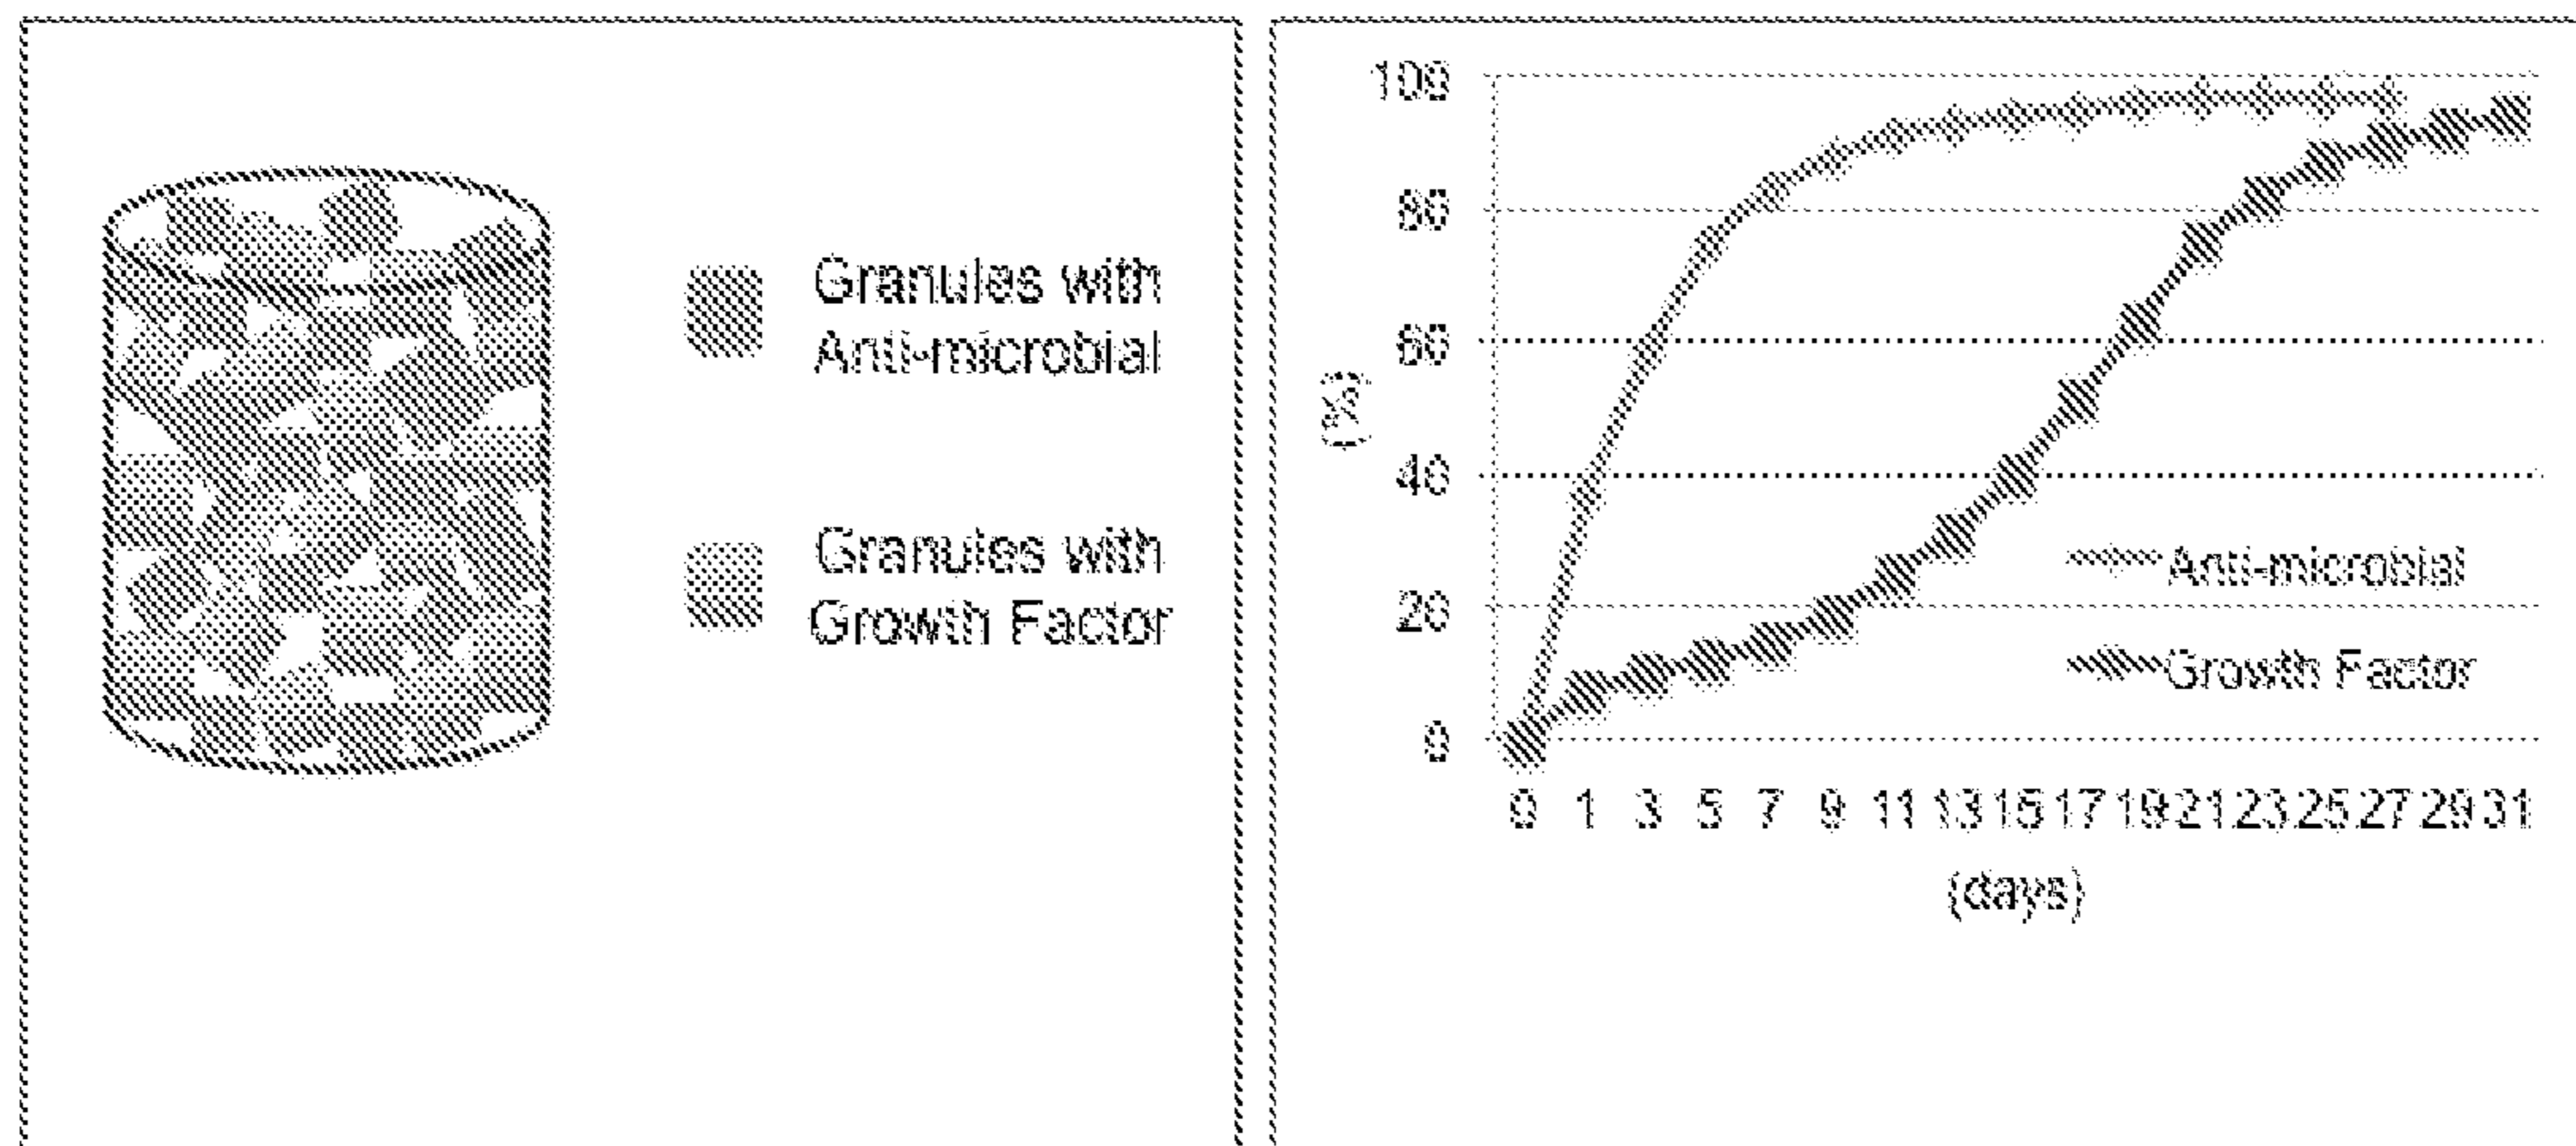 Granules with
Anti-microbial
Granules with
Growth Factor
100
80
60
40
20
0
(%)
Anti-microbial
Growth Factor
0 1 3 5 7 9 11 13 15 17 19 21 23 25 27 29 31
(days)